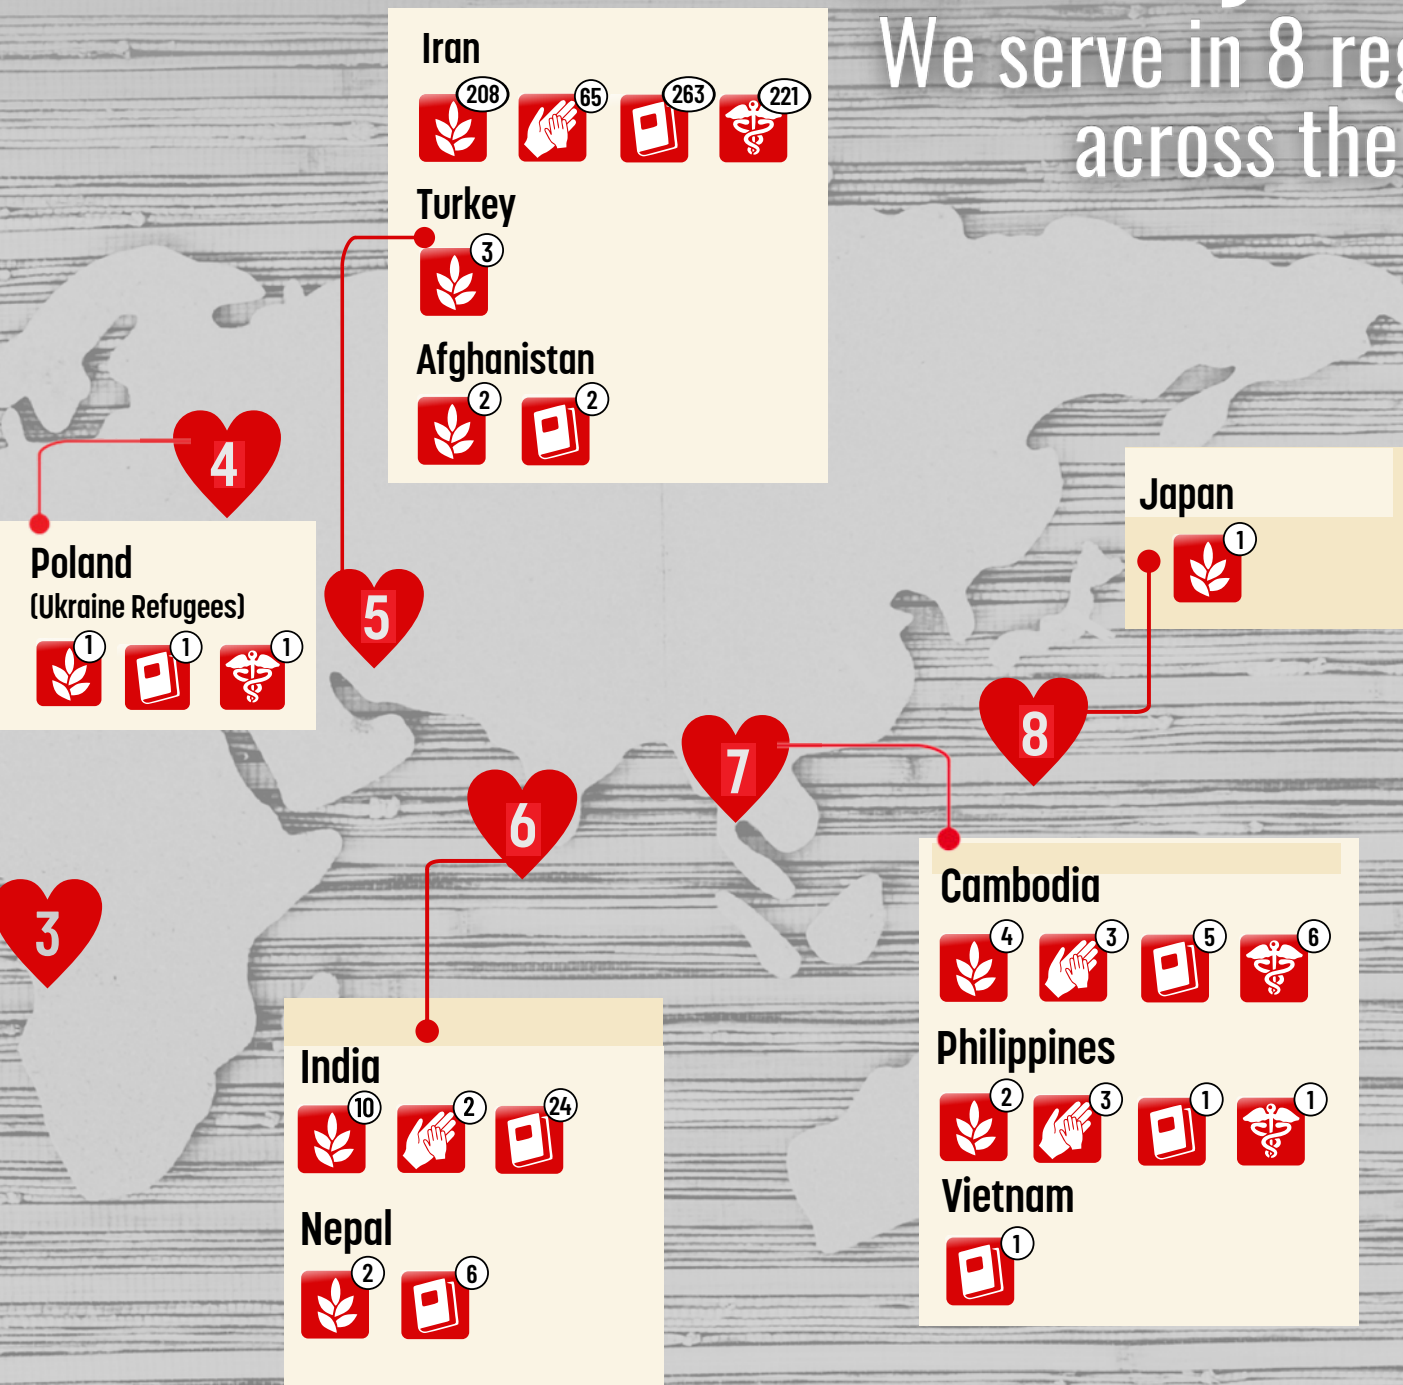 We serve in 8 reg
across the
Iran
208 65 263 221
Turkey
3
Afghanistan
2 2
4
Poland
(Ukraine Refugees)
1 1 1
5
Japan
1
8
7
6
3
Cambodia
4 3 5 6
Philippines
2 3 1 1
Vietnam
1
India
10 2 24
Nepal
2 6